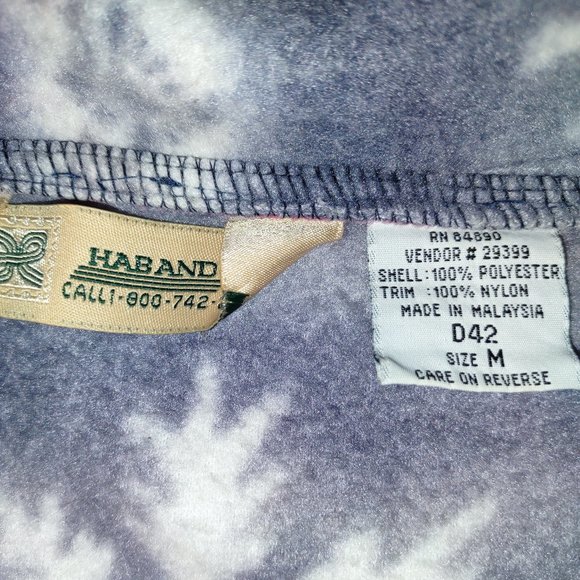 HABAND
CALL1-800-742-
RN 84890
VENDOR # 29399
SHELL:100% POLYESTER
TRIM :100% NYLON
MADE IN MALAYSIA
D42
SIZE M
CARE ON REVERSE